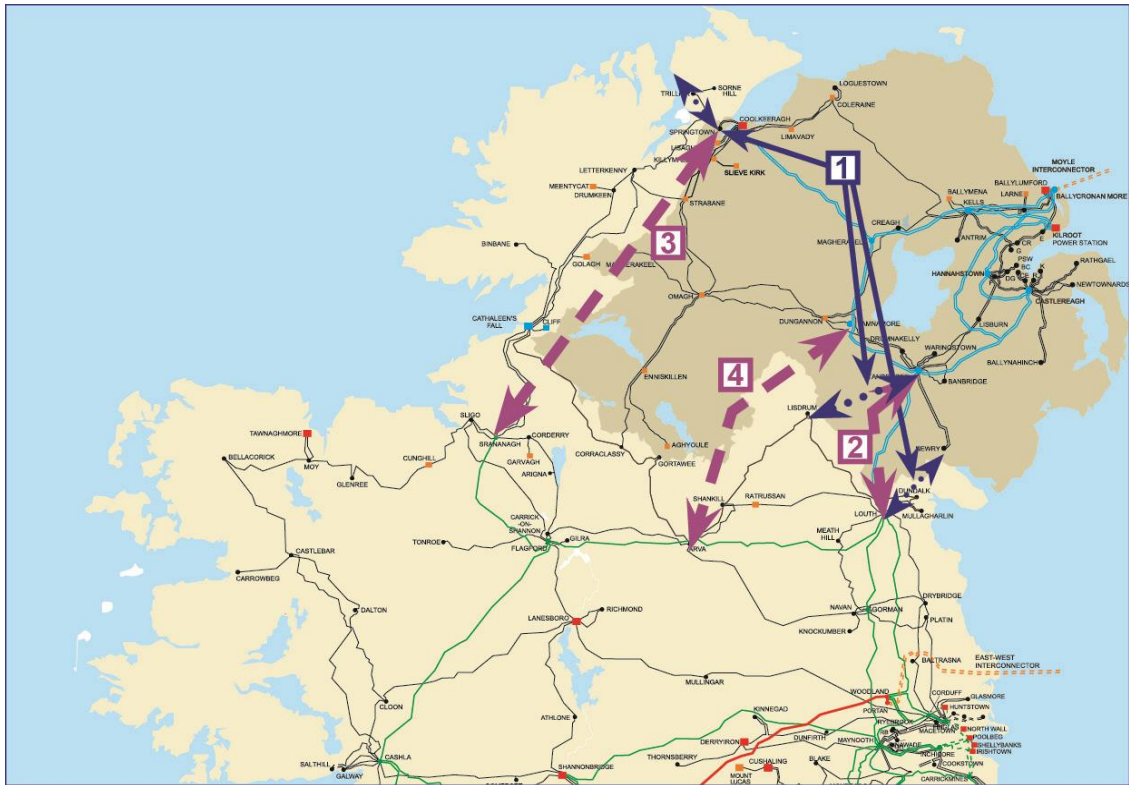 LOGUESTOWN
COLERAINE
SORNE
HILL
COOLKEERAGH
SPRINGTOWN
LIMAVADY
SLIEVE KIRK
LETTERKENNY
MEENTYCAT
DRUMKEEN
STRABANE
1
MOYLE
INTERCONNECTOR
BALLYLUMFORD
BALLYCRONAN MORE
BALLYMENA
LARNE
KELLS
KILROOT
POWER STATION
CREAGH
ANTRIM
E
CR
G
PSW
BC
K
RATHGAEL
HANNAHSTOWN
DG
NEWTOWNARDS
CASTLEREAGH
3
BINBANE
GOLAGH
OMAGH
CATHALEEN'S
FALL
CLIFF
DUNGANNON
LISBURN
WARINGSTOWN
BALLYNAHINCH
BANBRIDGE
ENNISKILLEN
4
LISDRUM
2
SLIGO
SRANANAGH
CORDERRY
GARVAGH
ARIGNA
CORRACLASSY
AGHYOULE
GORTAWEE
TAWNAGHMORE
BELLACORICK
MOY
GLENREE
CUNGHILL
SHANKILL
RATRUSSAN
DUNDALK
MULLAGHARLIN
LOUTH
MEATH
HILL
CARRICK
-ON-
SHANNON
FLAGFORD
GILRA
TONROE
CASTLEBAR
CARROWBEG
DALTON
LANESBORO
RICHMOND
NAVAN
GORMAN
KNOCKUMBER
DRYBRIDGE
PLATIN
MULLINGAR
CLOON
ATHLONE
BALTRASNA
EAST-WEST
INTERCONNECTOR
WOODLAND
PORTAN
CORDUFF
GLASMORE
HUNTSTOWN
KINNEGAD
DERRYIRON
DUNFIRTH
THORNSBERRY
MAYNOOTH
MACETOWN
NORTH WALL
POOLBEG
SHELLYBANKS
IRISHTOWN
COOKSTOWN
CARRICKMINES
CASHLA
SALTHILL
GALWAY
SHANNONBRIDGE
MOUNT
LUCAS
CUSHALING
BLAKE